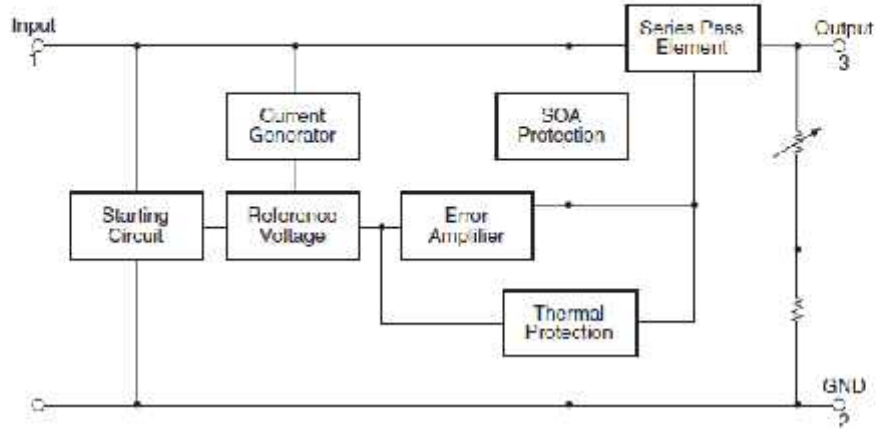 Input
1
Series Pass
Element
Output
3
Current
Generator
SOA
Protection
Starting
Circuit
Reference
Voltage
Error
Amplifier
Thermal
Protection
GND
2